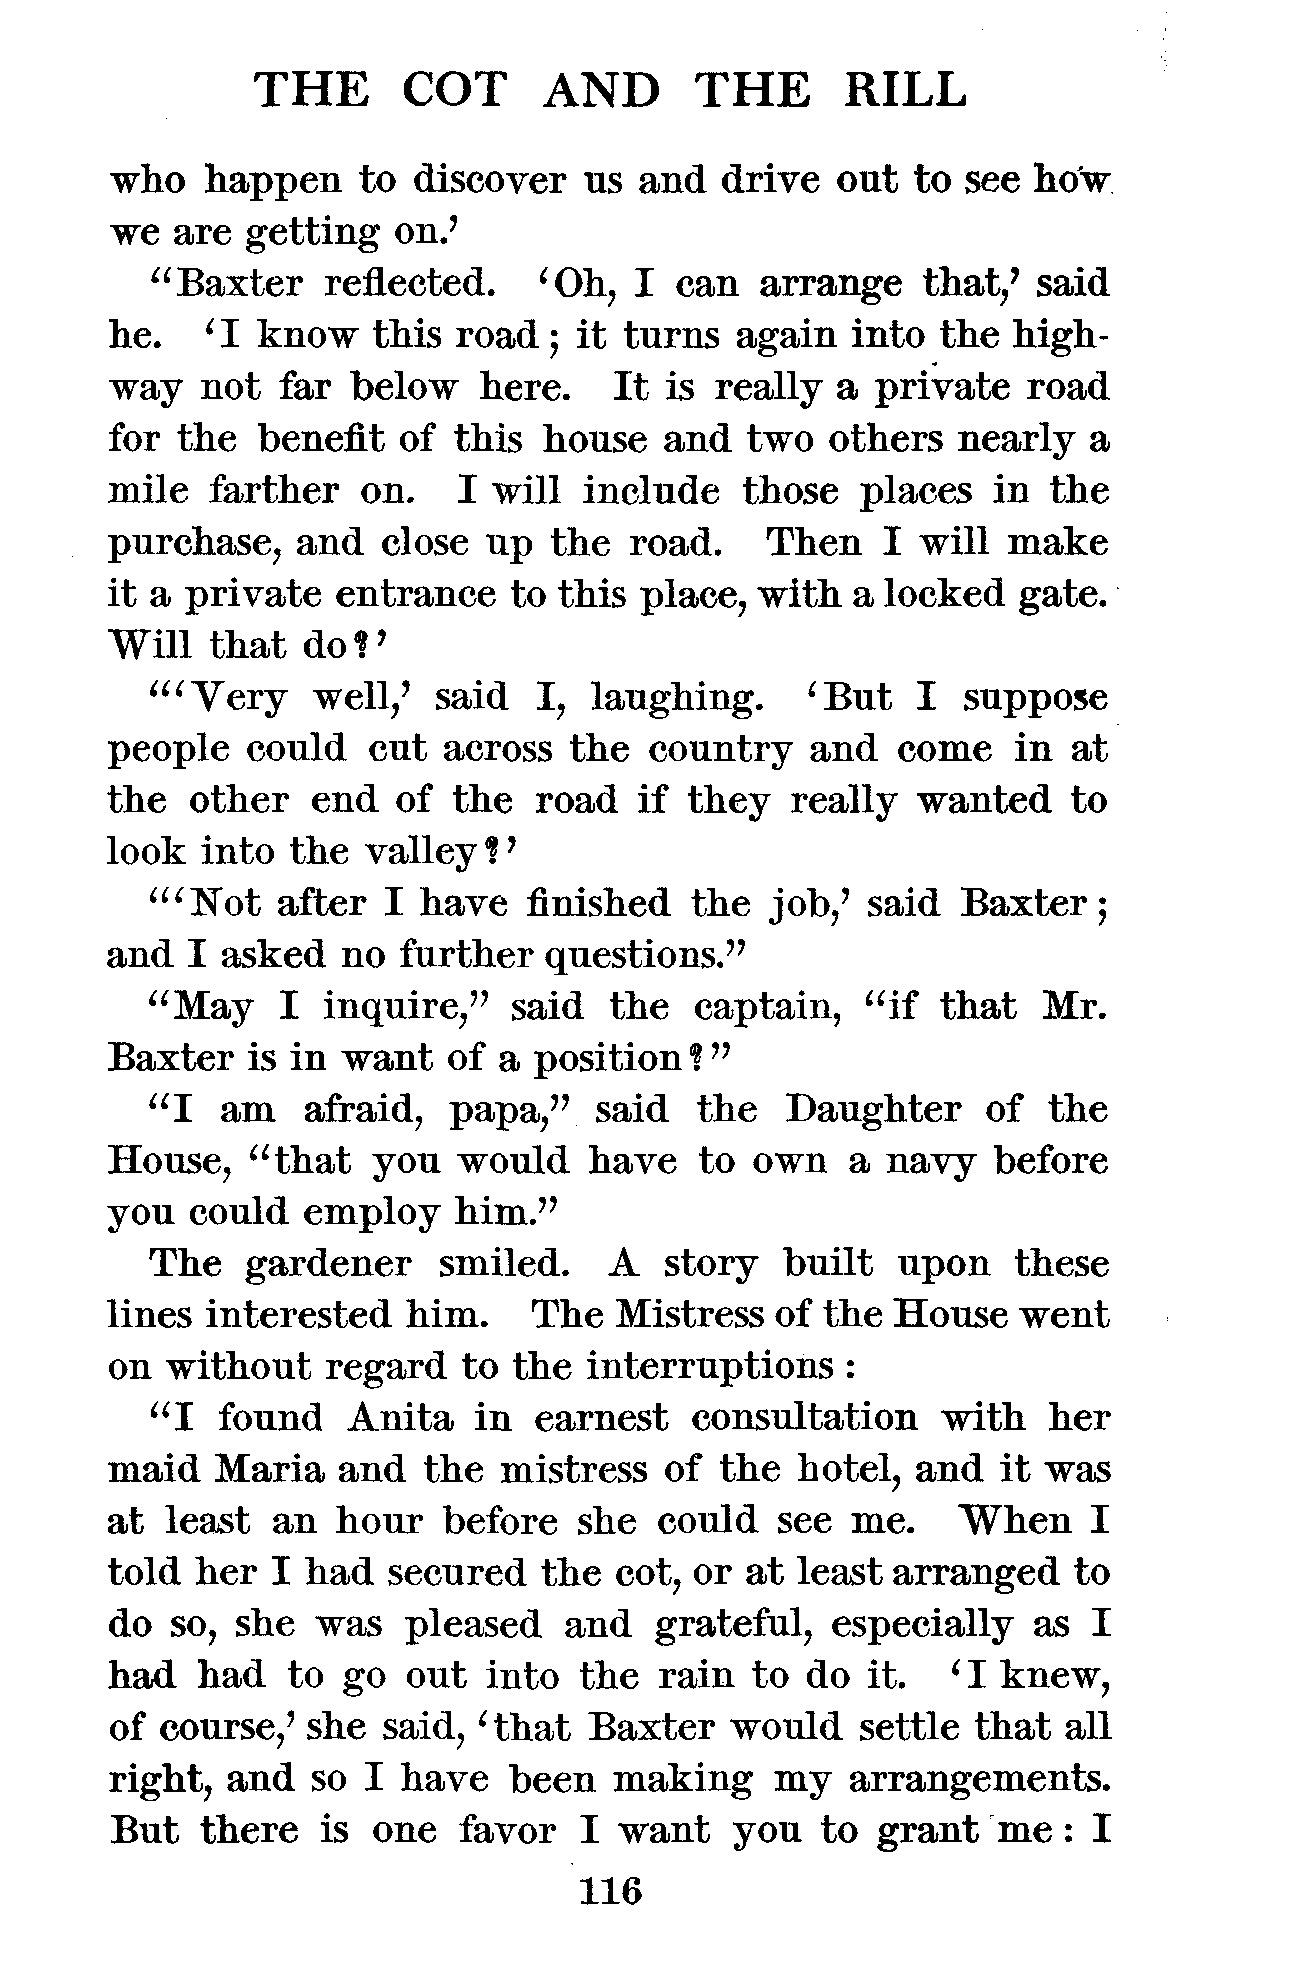 THE COT AND THE RILL
who happen to discover us and drive out to see how
we are getting on.’
“Baxter reflected. ‘Oh, I can arrange that,’ said
he. ‘I know this road; it turns again into the high-
way not far below here. It is really a private road
for the benefit of this house and two others nearly a
mile farther on. I will include those places in the
purchase, and close up the road. Then I will make
it a private entrance to this place, with a locked gate.
Will that do?’
“‘Very well,’ said I, laughing. ‘But I suppose
people could cut across the country and come in at
the other end of the road if they really wanted to
look into the valley?’
“‘Not after I have finished the job,’ said Baxter;
and I asked no further questions.”
“May I inquire,” said the captain, “if that Mr.
Baxter is in want of a position?”
“I am afraid, papa,” said the Daughter of the
House, “that you would have to own a navy before
you could employ him.”
The gardener smiled. A story built upon these
lines interested him. The Mistress of the House went
on without regard to the interruptions:
“I found Anita in earnest consultation with her
maid Maria and the mistress of the hotel, and it was
at least an hour before she could see me. When I
told her I had secured the cot, or at least arranged to
do so, she was pleased and grateful, especially as I
had had to go out into the rain to do it. ‘I knew,
of course,’ she said, ‘that Baxter would settle that all
right, and so I have been making my arrangements.
But there is one favor I want you to grant me: I
116